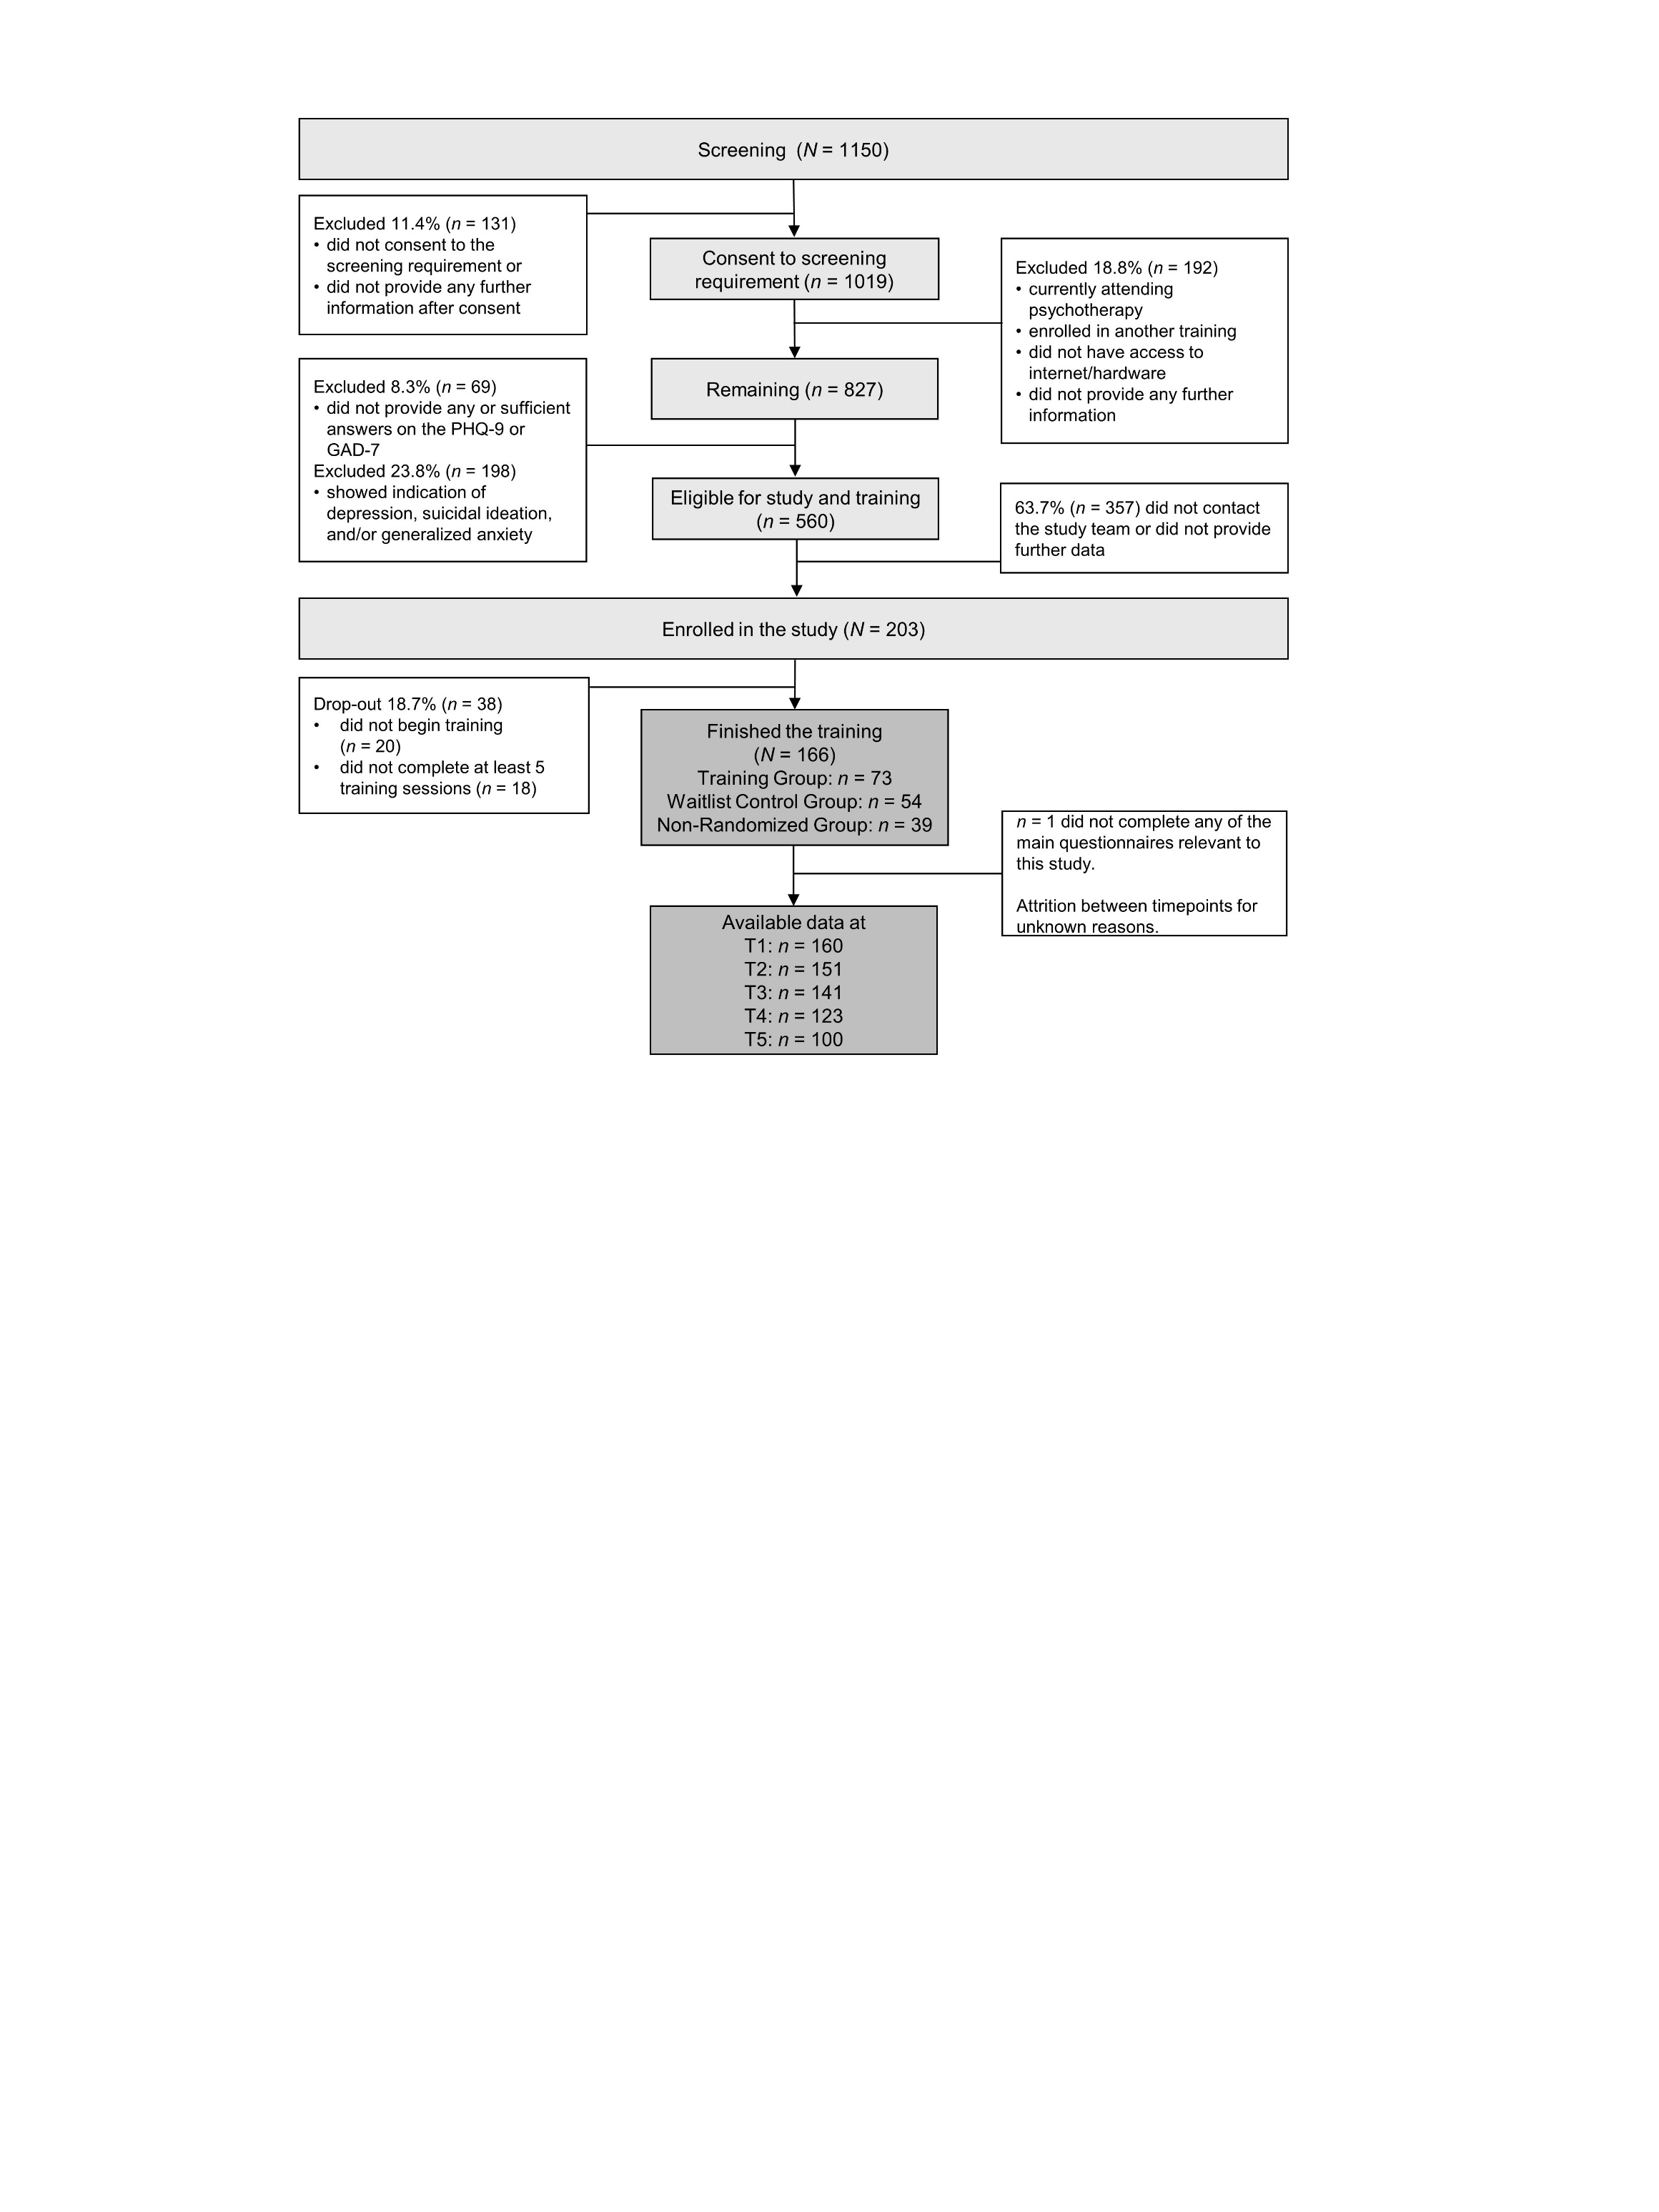 Screening (N = 1150)
Excluded 11.4% (n = 131)
• did not consent to the
screening requirement or
• did not provide any further
information after consent
Consent to screening
requirement (n = 1019)
Excluded 18.8% (n = 192)
• currently attending
psychotherapy
• enrolled in another training
• did not have access to
internet/hardware
• did not provide any further
information
Remaining (n = 827)
Excluded 8.3% (n = 69)
• did not provide any or sufficient
answers on the PHQ-9 or
GAD-7
Excluded 23.8% (n = 198)
• showed indication of
depression, suicidal ideation,
and/or generalized anxiety
Eligible for study and training
(n = 560)
63.7% (n = 357) did not contact
the study team or did not provide
further data
Enrolled in the study (N = 203)
Drop-out 18.7% (n = 38)
• did not begin training
(n = 20)
• did not complete at least 5
training sessions (n = 18)
Finished the training
(N = 166)
Training Group: n = 73
Waitlist Control Group: n = 54
Non-Randomized Group: n = 39
n = 1 did not complete any of the
main questionnaires relevant to
this study.
Attrition between timepoints for
unknown reasons.
Available data at
T1: n = 160
T2: n = 151
T3: n = 141
T4: n = 123
T5: n = 100